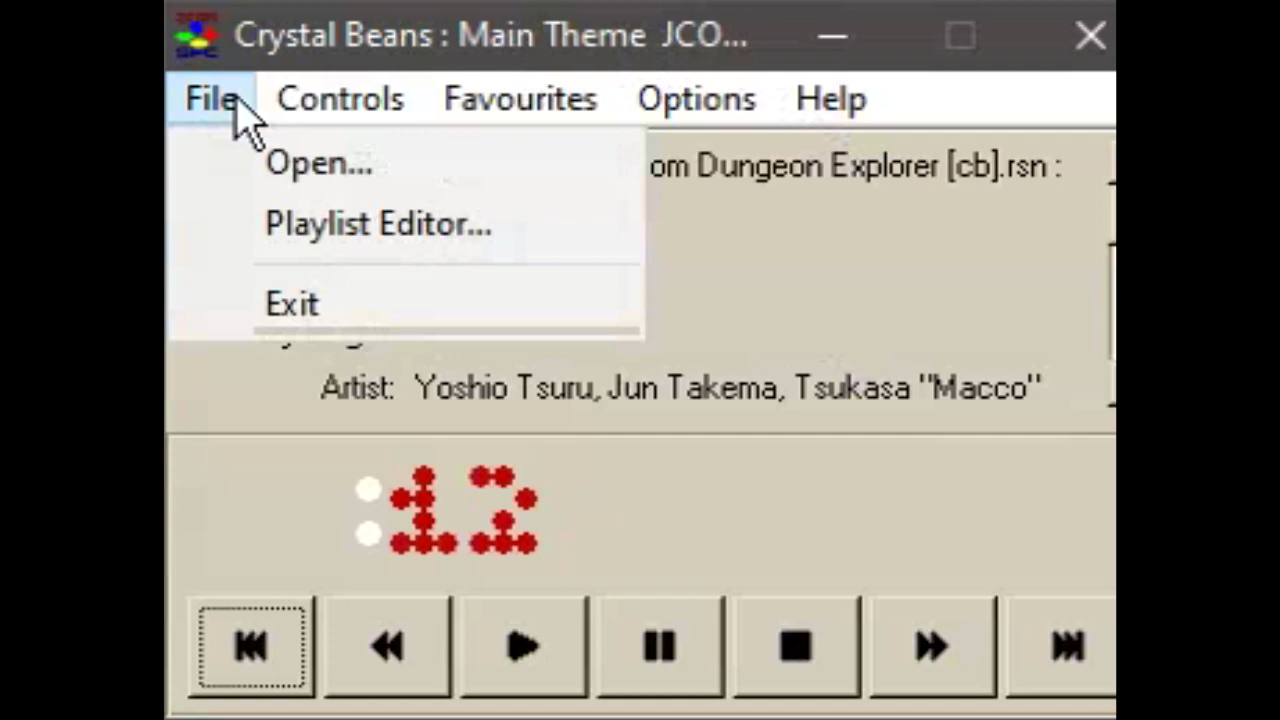 Crystal Beans : Main Theme JCO...
File Controls Favourites Options Help
Open...
om Dungeon Explorer [cb].rsn :
Playlist Editor...
Exit
Artist: Yoshio Tsuru, Jun Takema, Tsukasa "Macco"
:12